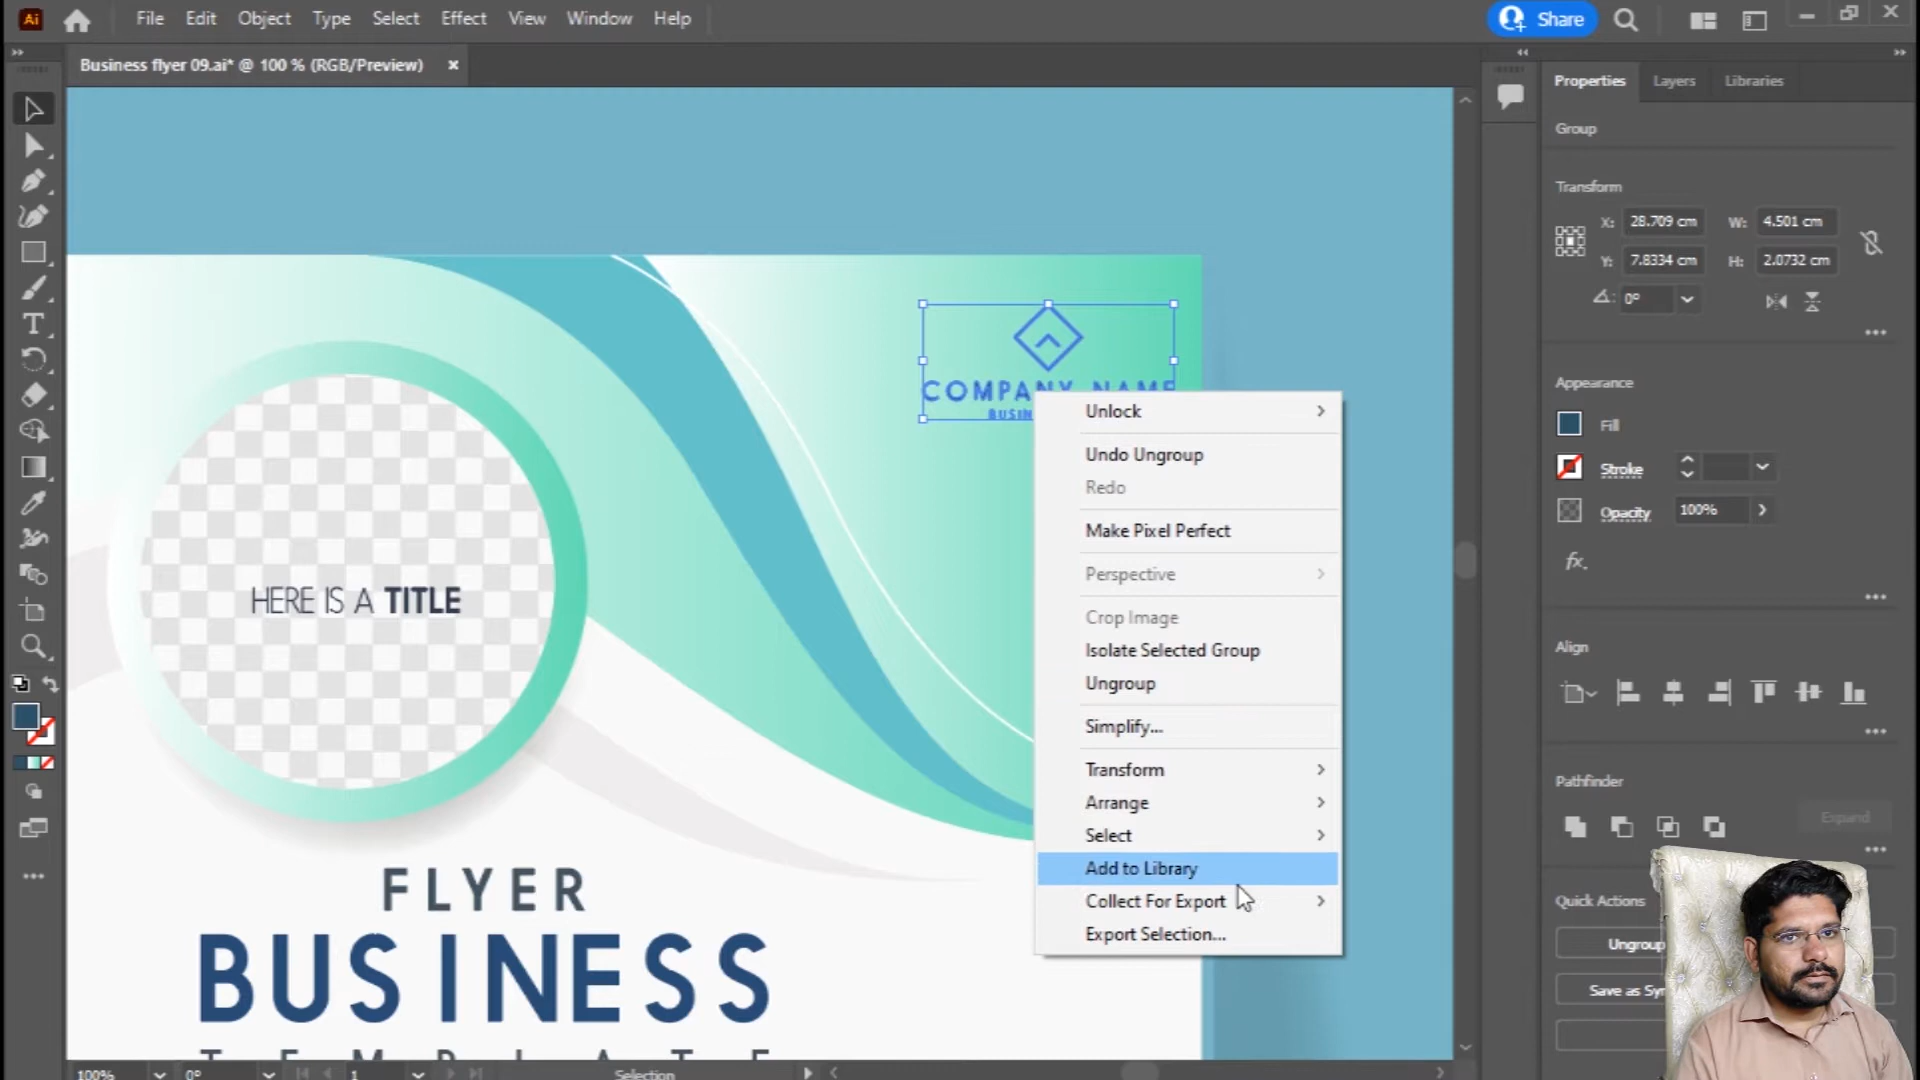 Ai
File Edit Object Type Select Effect View Window Help
Share
Business flyer 09.ai* @ 100 % (RGB/Preview) ×
Properties Layers Libraries
Group
Transform
X: 28.709 cm W: 4.501 cm
Y: 7.8334 cm H: 2.0732 cm
0°
Appearance
Fill
Stroke
Opacity 100%
fx.
Align
Pathfinder
Expand
Quick Actions
Ungroup
COMPANY NAME
Unlock
Undo Ungroup
Redo
Make Pixel Perfect
Perspective
Crop Image
Isolate Selected Group
Ungroup
Simplify...
Transform
Arrange
Select
Add to Library
Collect For Export
Export Selection...
HERE IS A TITLE
FLYER
BUSINESS
TEMPLATE
100% 0° 1 Selection